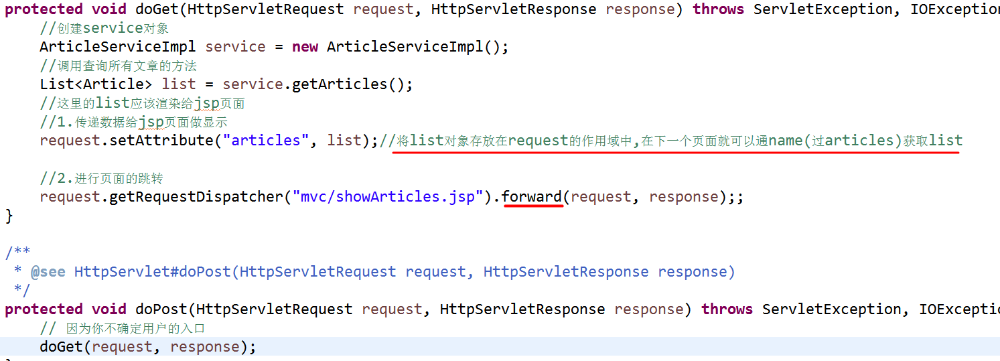 protected void doGet(HttpServletRequest request, HttpServletResponse response) throws ServletException, IOException
//创建service对象
ArticleServiceImpl service = new ArticleServiceImpl();
//调用查询所有文章的方法
List<Article> list = service.getArticles();
//这里的list应该渲染给jsp页面
//1.传递数据给jsp页面做显示
request.setAttribute("articles", list);//将list对象存放在request的作用域中,在下一个页面就可以通name(过articles)获取list
//2.进行页面的跳转
request.getRequestDispatcher("mvc/showArticles.jsp").forward(request, response);;
}
/**
* @see HttpServlet#doPost(HttpServletRequest request, HttpServletResponse response)
*/
protected void doPost(HttpServletRequest request, HttpServletResponse response) throws ServletException, IOExcepti
// 因为你不确定用户的入口
doGet(request, response);